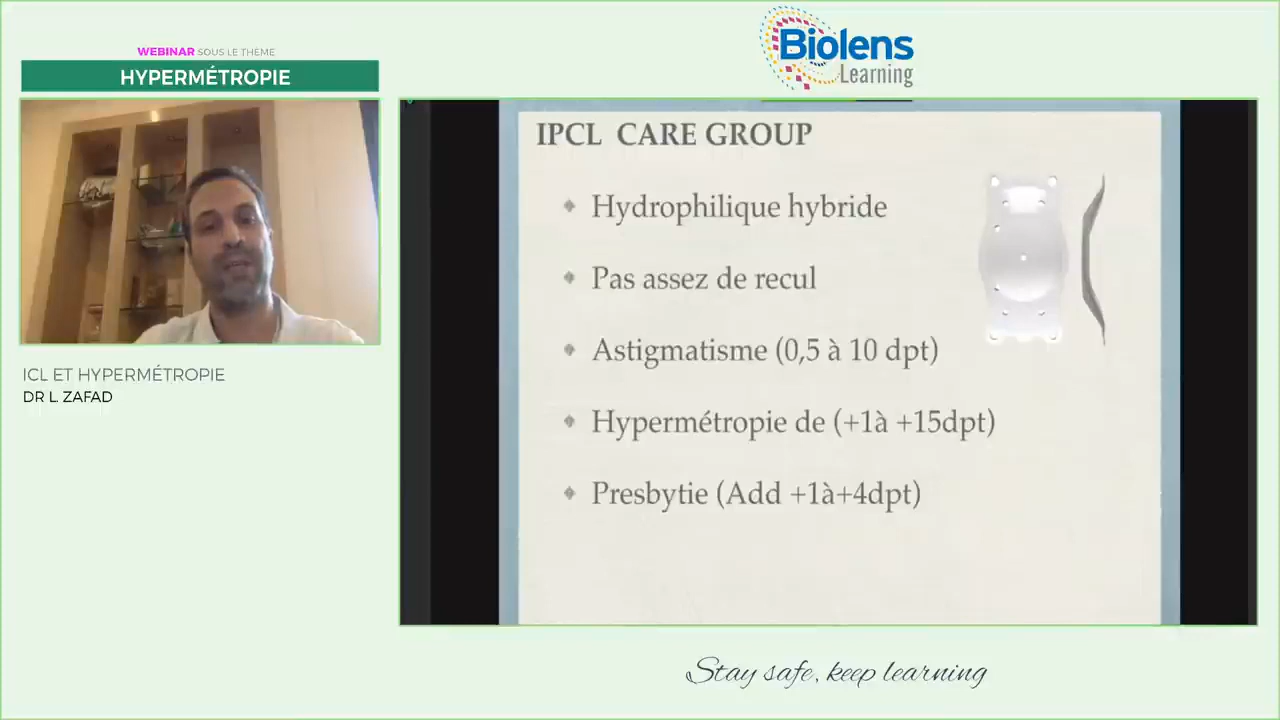 WEBINAR SOUS LE THEME
HYPERMÉTROPIE
Biolens
Learning
IPCL CARE GROUP
Hydrophilique hybride
Pas assez de recul
Astigmatisme (0,5 à 10 dpt)
Hypermétropie de (+1à +15dpt)
Presbytie (Add +1à+4dpt)
ICL ET HYPERMÉTROPIE
DR L. ZAFAD
Stay safe, keep learning